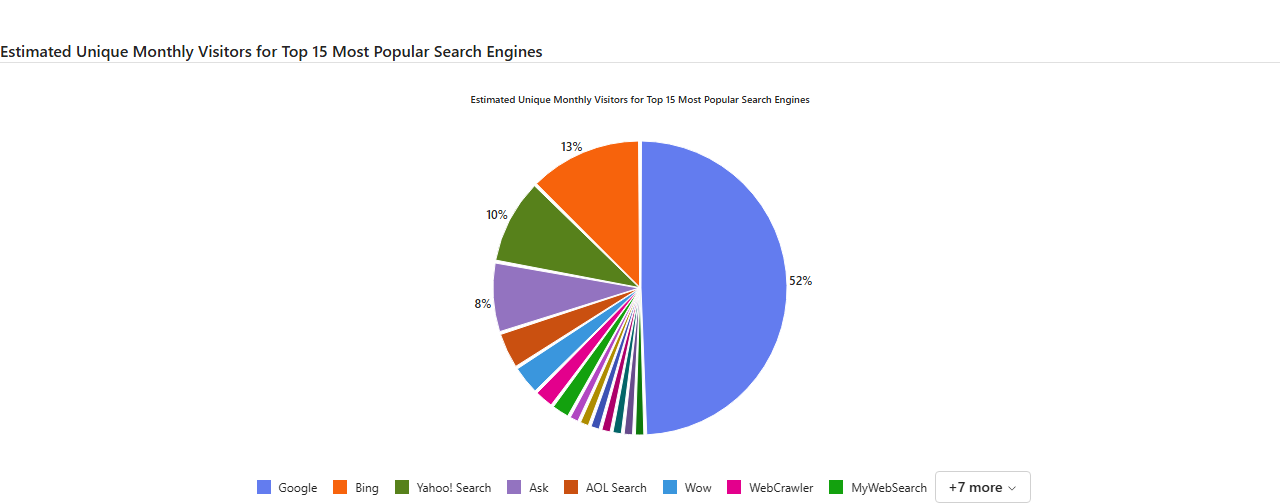 Estimated Unique Monthly Visitors for Top 15 Most Popular Search Engines
Estimated Unique Monthly Visitors for Top 15 Most Popular Search Engines
13%
10%
52%
8%
Google Bing Yahoo! Search Ask AOL Search Wow WebCrawler MyWebSearch +7 more